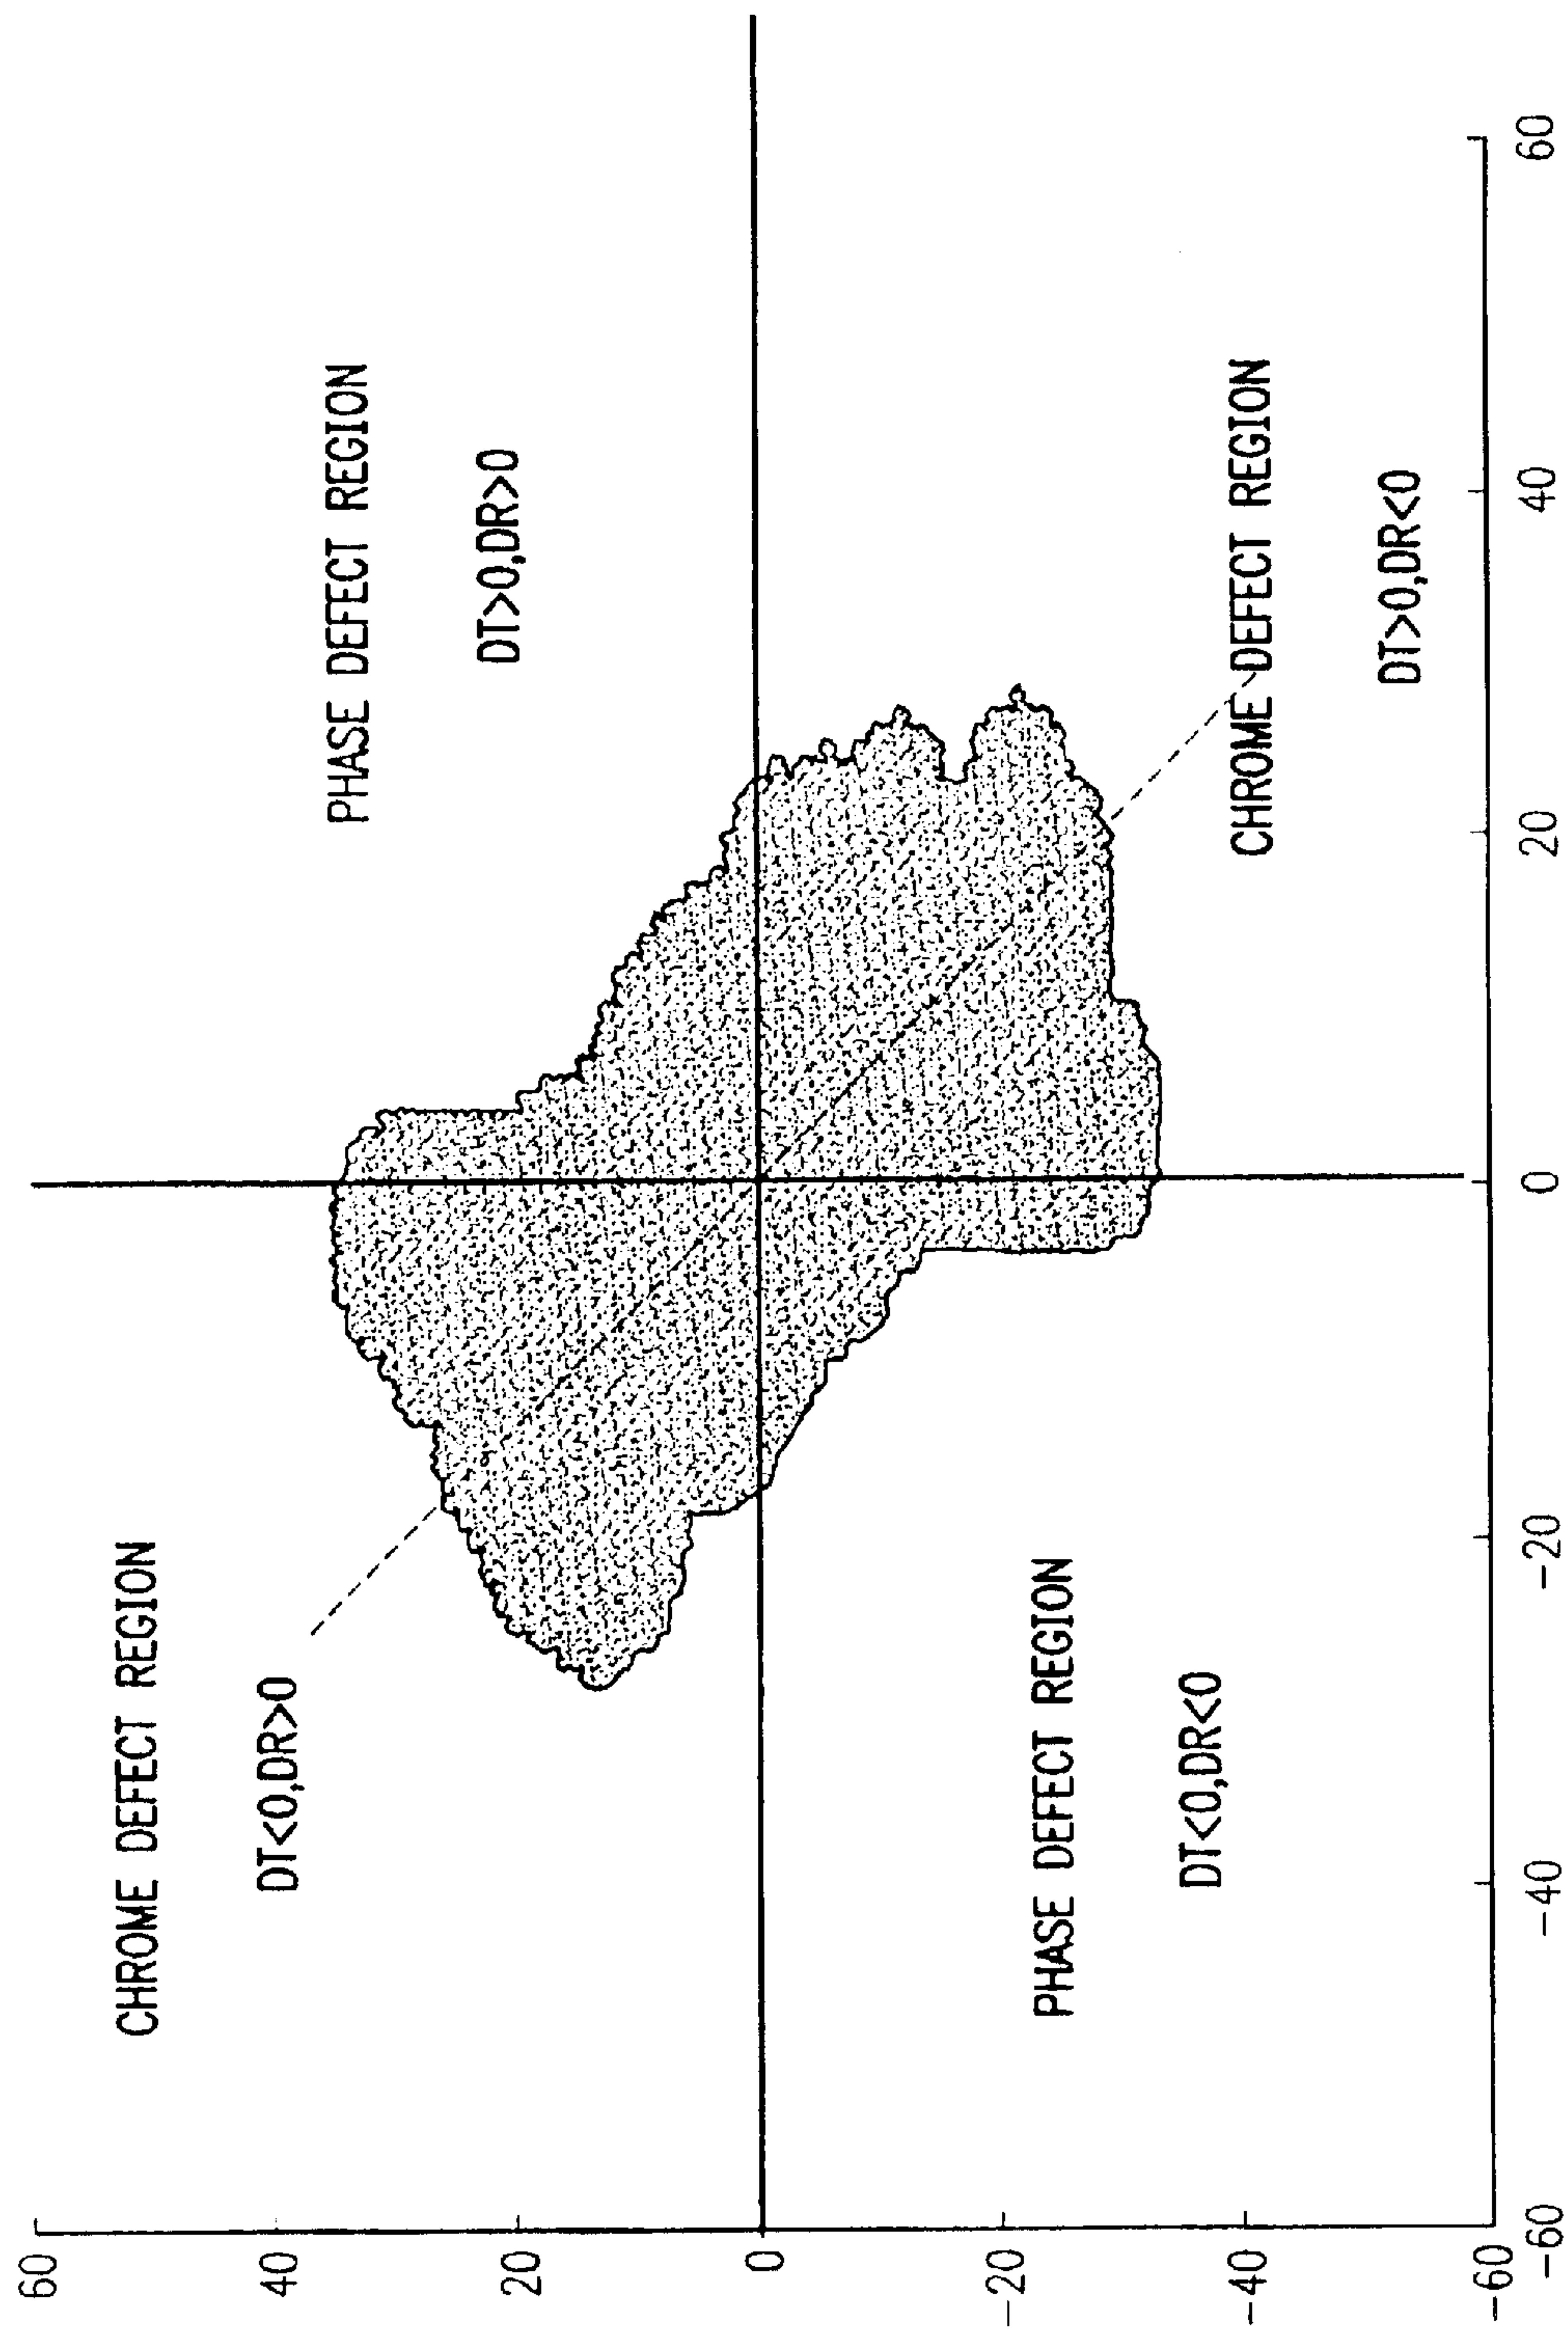 CHROME DEFECT REGION
DT<0,DR>0
PHASE DEFECT REGION
DT>0,DR>0
PHASE DEFECT REGION
DT<0,DR<0
CHROME DEFECT REGION
DT>0,DR<0
60
40
20
0
-20
-40
-60
-60
-40
-20
0
20
40
60